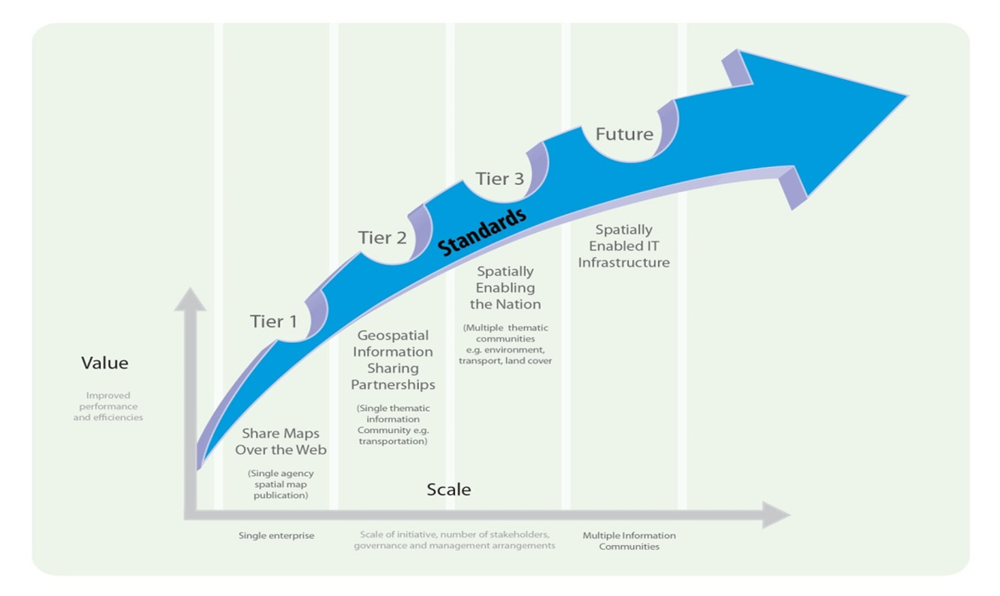 Future
Tier 3
Tier 2
Tier 1
Standards
Spatially
Enabled IT
Infrastructure
Spatially
Enabling
the Nation
(Multiple thematic
communities
e.g. environment,
transport, land cover
Geospatial
Information
Sharing
Partnerships
(Single thematic
information
Community e.g.
transportation)
Share Maps
Over the Web
(Single agency
spatial map
publication)
Value
Improved
performance
and efficiencies
Scale
Single enterprise
Scale of initiative, number of stakeholders,
governance and management arrangements
Multiple Information
Communities